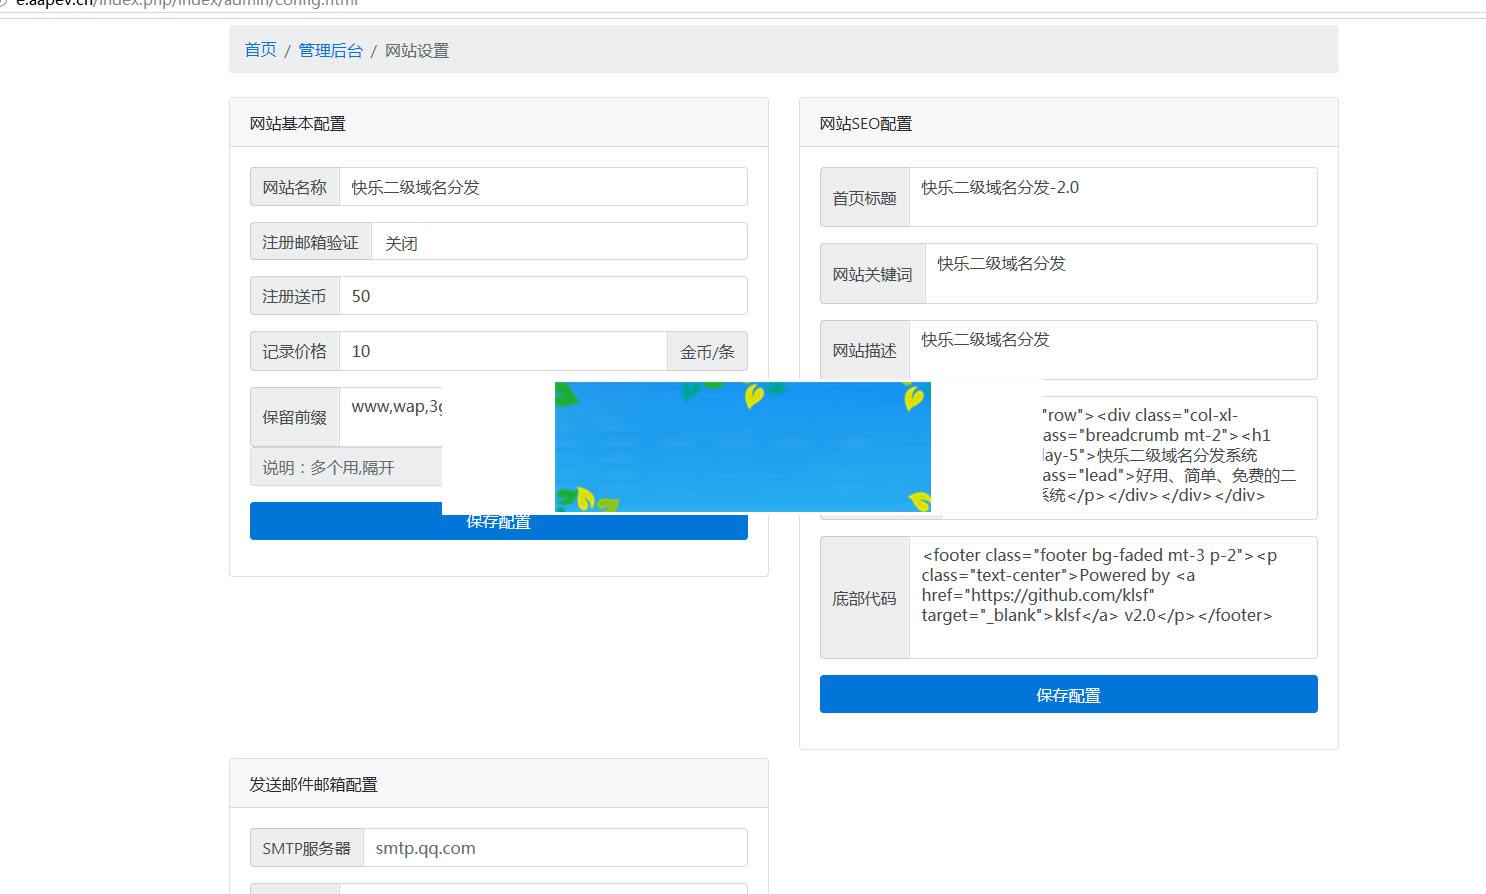 e.aapev.cn/index.php/index/admin/config.html
首页 / 管理后台 / 网站设置
网站基本配置
网站名称 快乐二级域名分发
注册邮箱验证 关闭
注册送币 50
记录价格 10 金币/条
保留前缀 www,wap,3g
说明：多个用,隔开
保存配置
网站SEO配置
首页标题 快乐二级域名分发-2.0
网站关键词 快乐二级域名分发
网站描述 快乐二级域名分发
"row"><div class="col-xl-
ass="breadcrumb mt-2"><h1
lay-5">快乐二级域名分发系统
ass="lead">好用、简单、免费的二
系统</p></div></div></div>
底部代码
<footer class="footer bg-faded mt-3 p-2"><p
class="text-center">Powered by <a
href="https://github.com/klsf"
target="_blank">klsf</a> v2.0</p></footer>
保存配置
发送邮件邮箱配置
SMTP服务器 smtp.qq.com